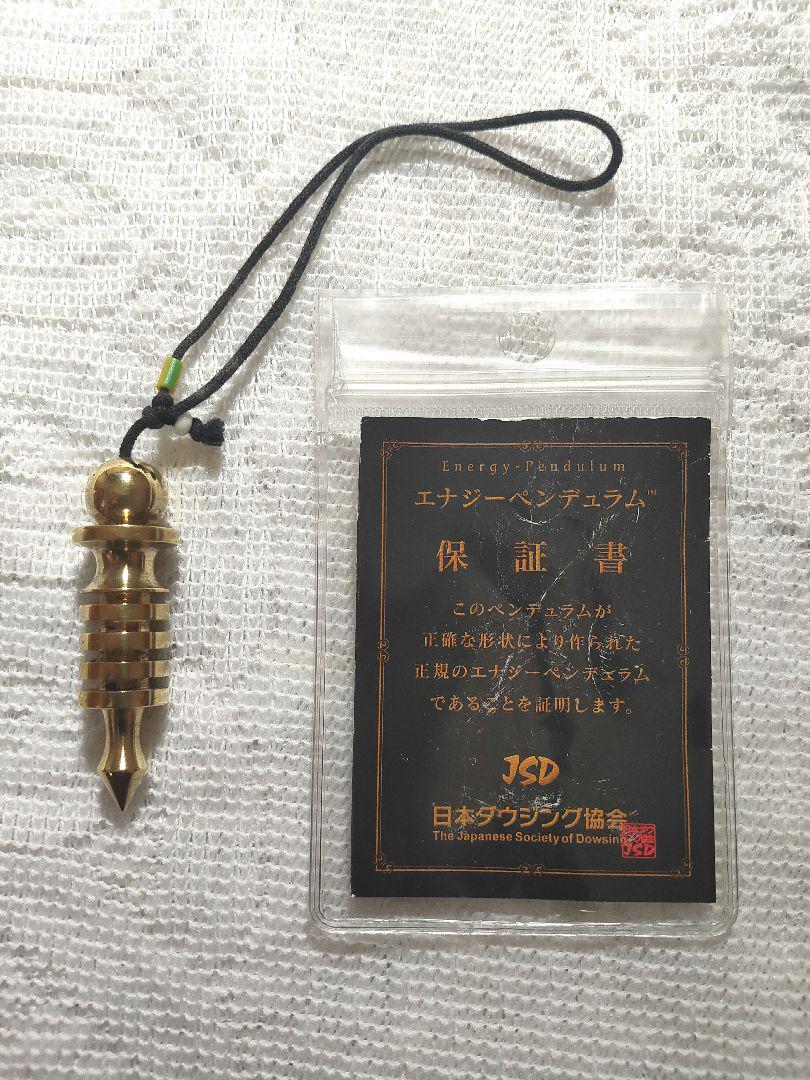 Energy-Pendulum
エナジーペンデュラム™
保証書
このペンデュラムが
正確な形状により作られた
正規のエナジーペンデュラム
であることを証明します。
JSD
日本ダウジング協会
The Japanese Society of Dowsing
JSD